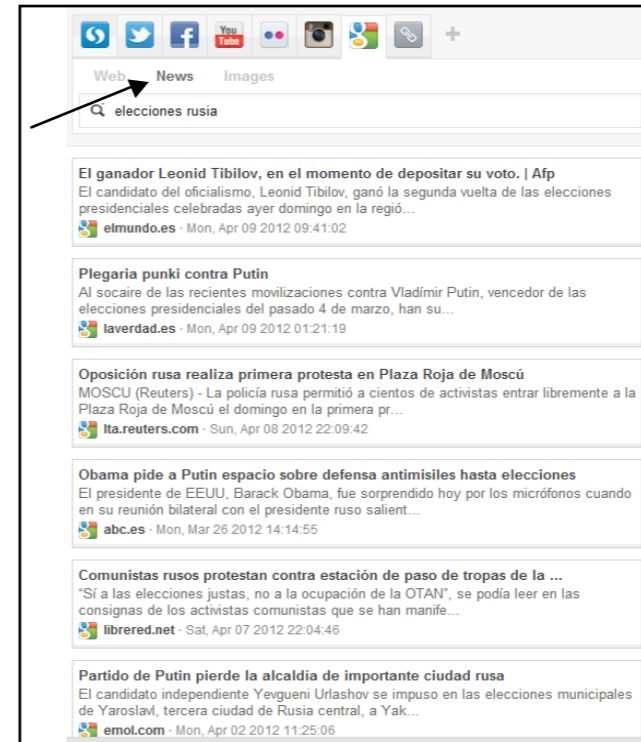 You
Tube
Web News Images
elecciones rusia
El ganador Leonid Tibilov, en el momento de depositar su voto. | Afp
El candidato del oficialismo, Leonid Tibilov, ganó la segunda vuelta de las elecciones
presidenciales celebradas ayer domingo en la regió...
elmundo.es · Mon, Apr 09 2012 09:41:02
Plegaria punki contra Putin
Al socaire de las recientes movilizaciones contra Vladímir Putin, vencedor de las
elecciones presidenciales del pasado 4 de marzo, han su...
laverdad.es · Mon, Apr 09 2012 01:21:19
Oposición rusa realiza primera protesta en Plaza Roja de Moscú
MOSCU (Reuters) - La policía rusa permitió a cientos de activistas entrar libremente a la
Plaza Roja de Moscú el domingo en la primera pr...
lta.reuters.com · Sun, Apr 08 2012 22:09:42
Obama pide a Putin espacio sobre defensa antimisiles hasta elecciones
El presidente de EEUU, Barack Obama, fue sorprendido hoy por los micrófonos cuando
en su reunión bilateral con el presidente ruso salient...
abc.es · Mon, Mar 26 2012 14:14:55
Comunistas rusos protestan contra estación de paso de tropas de la ...
“Sí a las elecciones justas, no a la ocupación de la OTAN”, se podía leer en las
consignas de los activistas comunistas que se han manife...
librered.net · Sat, Apr 07 2012 22:04:46
Partido de Putin pierde la alcaldía de importante ciudad rusa
El candidato independiente Yevgueni Urlashov se impuso en las elecciones municipales
de Yaroslavl, tercera ciudad de Rusia central, a Yak...
emol.com · Mon, Apr 02 2012 11:25:06